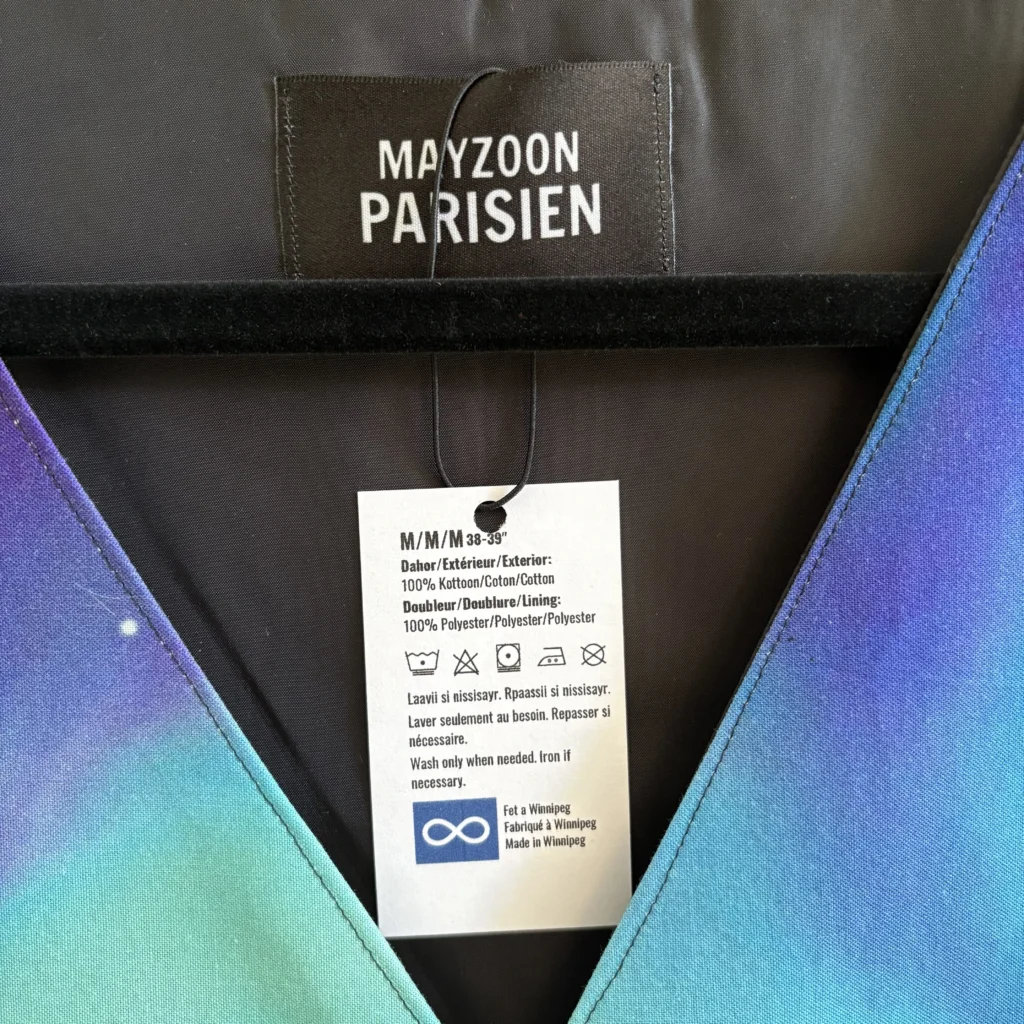 MAYZOON
PARISIEN
M/M/M 38-39"
Dahor/Extérieur/Exterior:
100% Kottoon/Coton/Cotton
Doubleur/Doublure/Lining:
100% Polyester/Polyester/Polyester
Laavii si nissisayr. Rpaassii si nissisayr.
Laver seulement au besoin. Repasser si
nécessaire.
Wash only when needed. Iron if
necessary.
Fet a Winnipeg
Fabriqué à Winnipeg
Made in Winnipeg